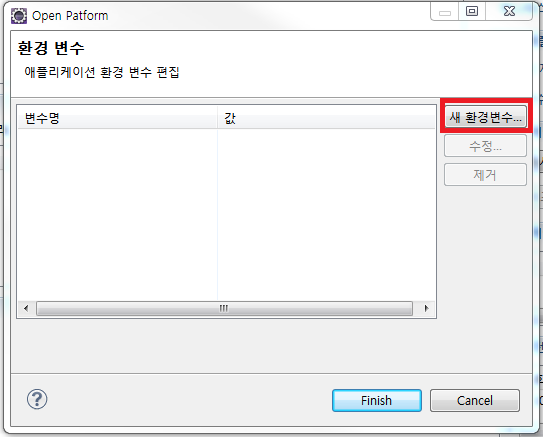 Open Patform
환경 변수
애플리케이션 환경 변수 편집
변수명 값
새 환경변수...
수정...
제거
? Finish Cancel